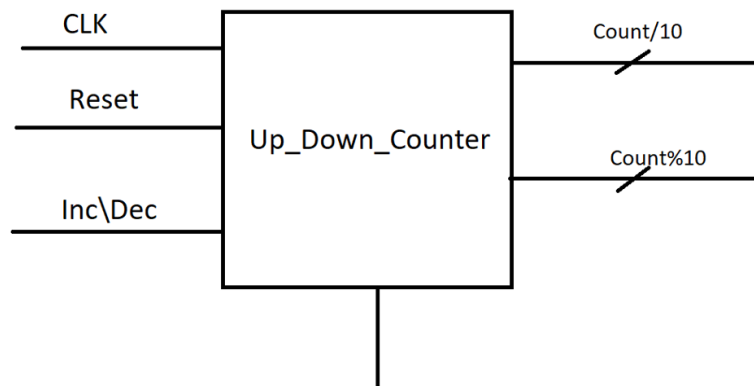 CLK
Count/10
Reset
Up_Down_Counter
Count%10
Inc\Dec